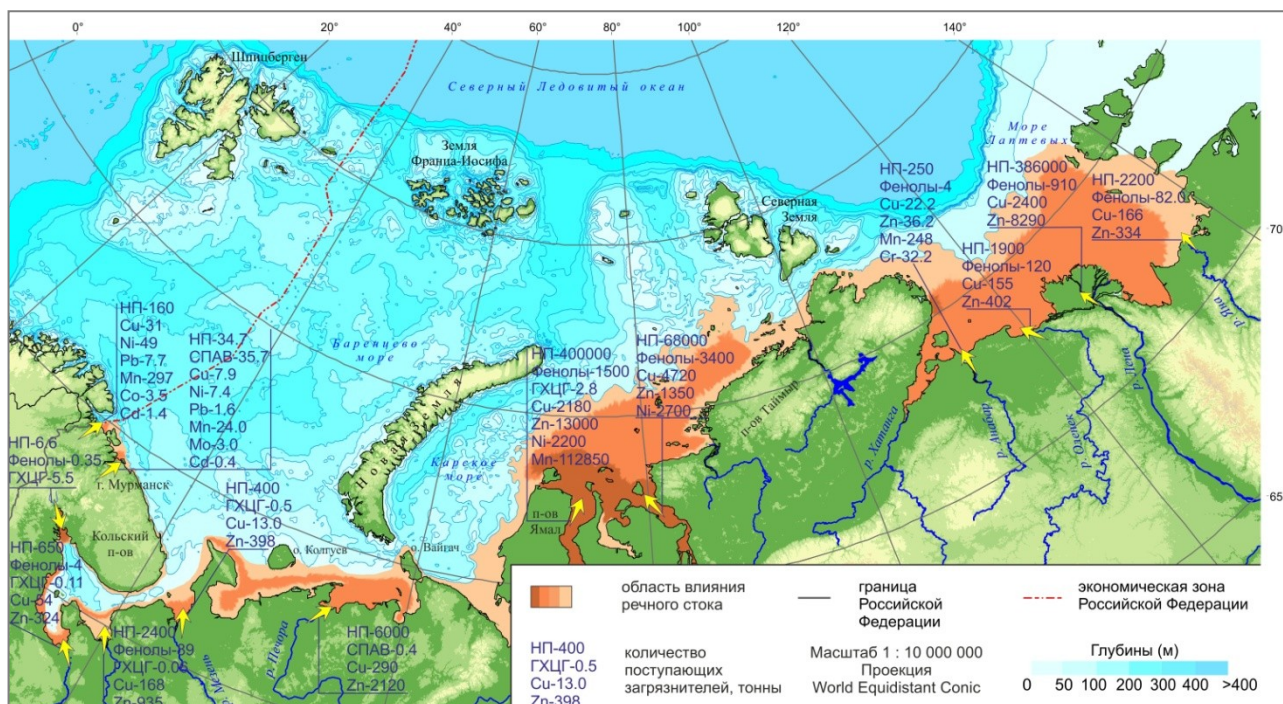 0°
20°
40°
60°
80°
100°
120°
140°
Шпицберген
Северный Ледовитый океан
Земля
Франца-Иосифа
Северная
Земля
Море
Лаптевых
70
65
НП-250
Фенолы-4
Cu-22.2
Zn-36.2
Mn-248
Cr-32.2
НП-386000
Фенолы-910
Cu-2400
Zn-8290
НП-2200
Фенолы-82.0
Cu-166
Zn-334
НП-1900
Фенолы-120
Cu-155
Zn-402
НП-160
Cu-31
Ni-49
Pb-7.7
Mn-297
Co-3.5
Cd-1.4
НП-34,7
СПАВ-35,7
Cu-7.9
Ni-7.4
Pb-1.6
Mn-24.0
Mo-3.0
Cd-0.4
Баренцево
море
Новая Земля
Карское
море
НП-400000
Фенолы-1500
ГХЦГ-2.8
Cu-2180
Zn-13000
Ni-2200
Mn-112850
НП-68000
Фенолы-3400
Cu-4720
Zn-1350
Ni-2700
п-ов Таймыр
р. Хатанга
р. Анабар
р. Оленек
р. Лена
р. Яна
НП-6,6
Фенолы-0.35
ГХЦГ-5.5
г. Мурманск
Кольский
п-ов
НП-400
ГХЦГ-0.5
Cu-13.0
Zn-398
о. Колгуев
о. Вайгач
п-ов
Ямал
НП-650
Фенолы-4
ГХЦГ-0.11
Cu-54
Zn-324
НП-2400
Фенолы-89
ГХЦГ-0.06
Cu-168
Zn-935
р. Мезень
р. Печора
НП-6000
СПАВ-0.4
Cu-290
Zn-2120
область влияния
речного стока
граница
Российской
Федерации
экономическая зона
Российской Федерации
НП-400
ГХЦГ-0.5
Cu-13.0
Zn-398
количество
поступающих
загрязнителей, тонны
Масштаб 1 : 10 000 000
Проекция
World Equidistant Conic
Глубины (м)
0 50 100 200 300 400 >400